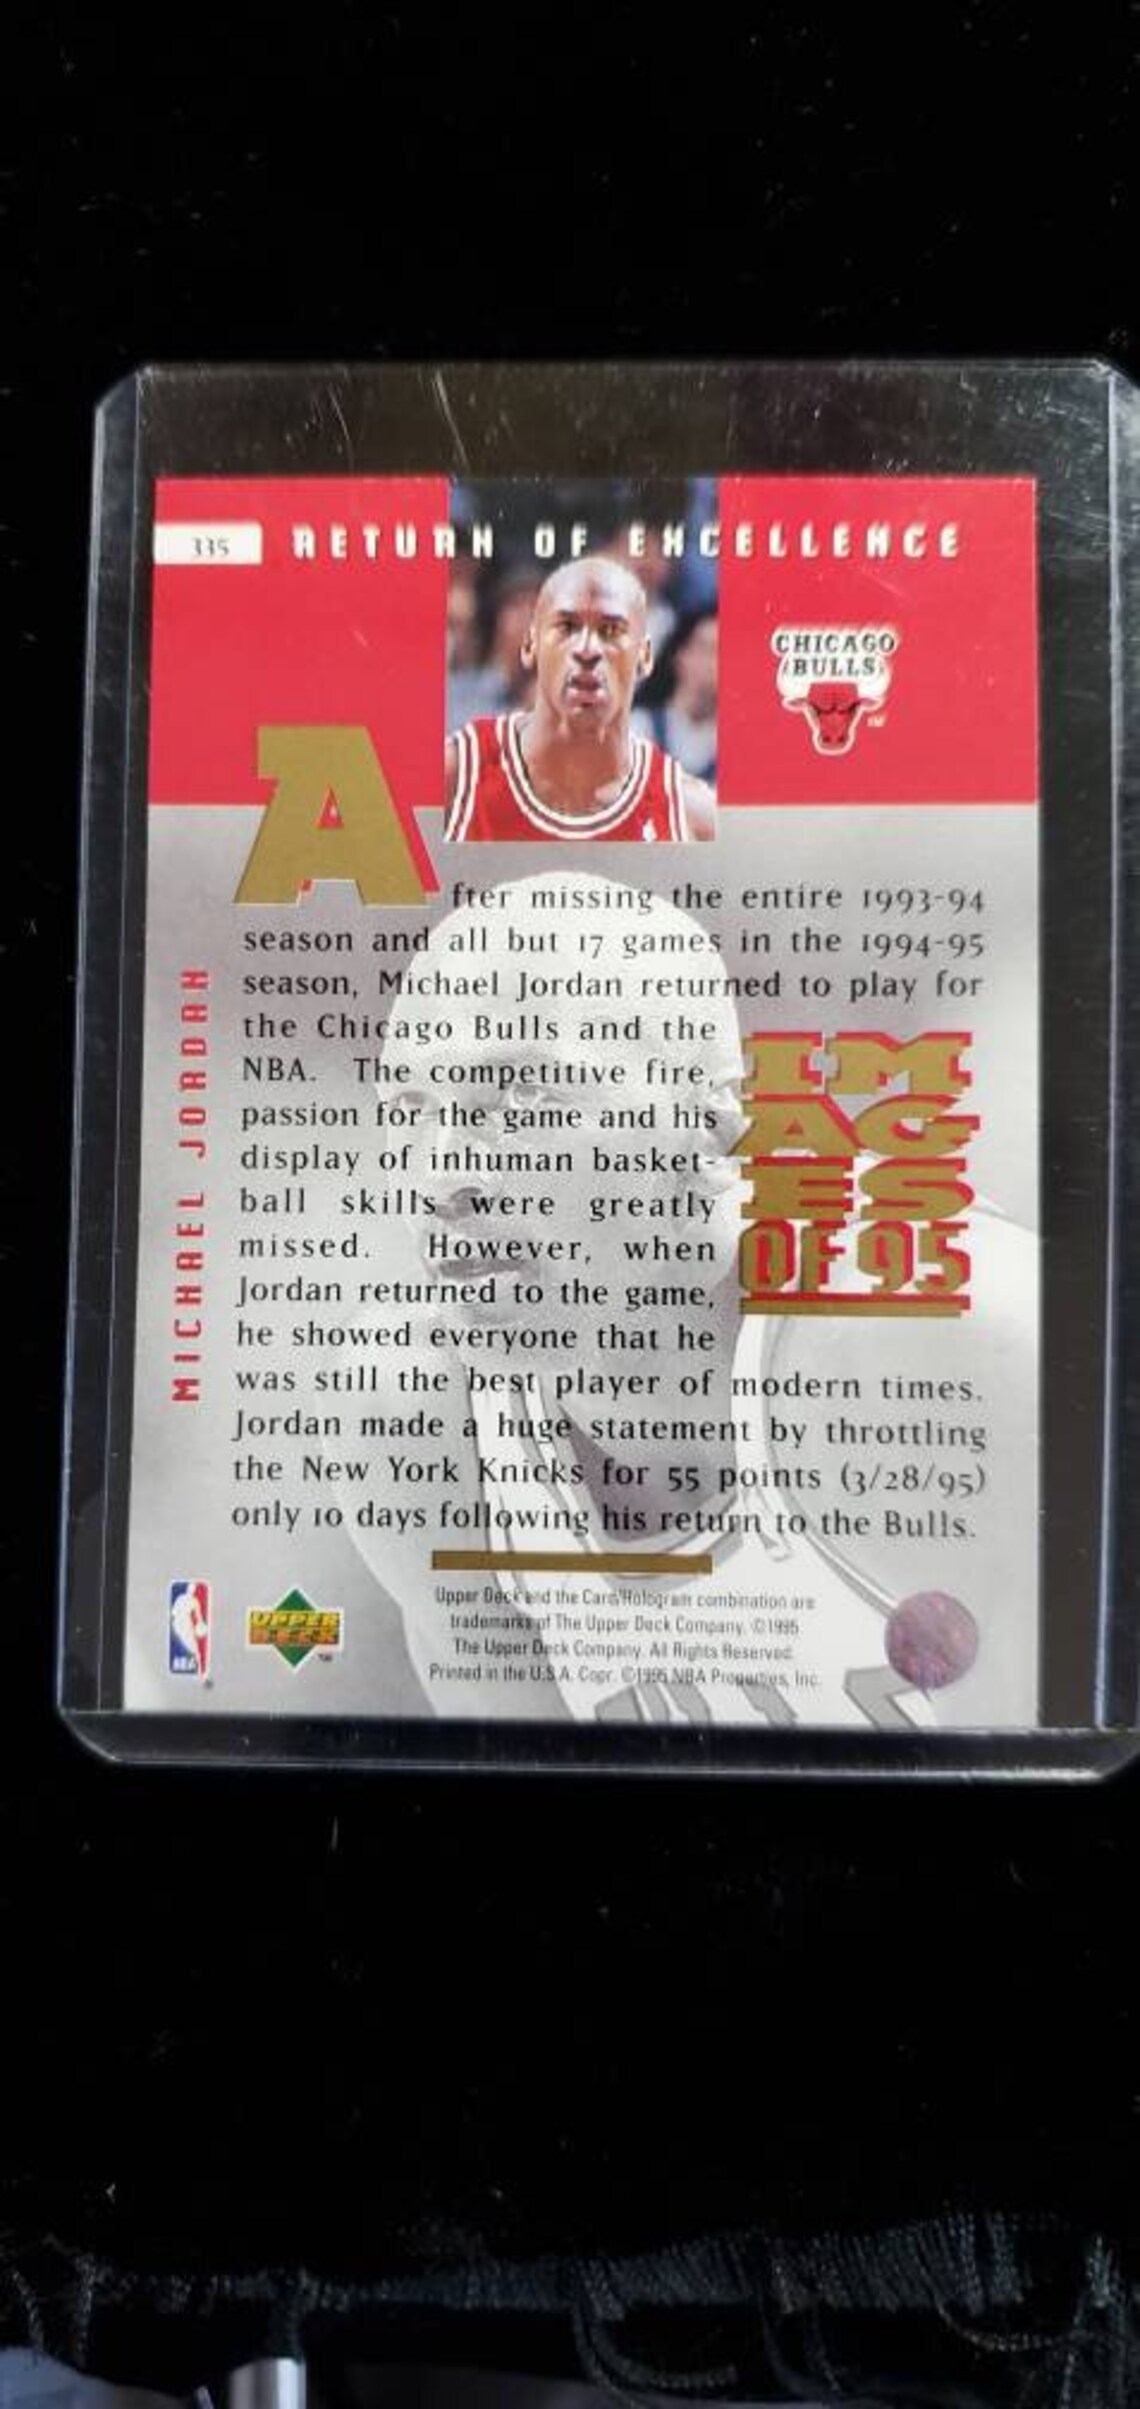 335 RETURN OF EXCELLENCE
CHICAGO
BULLS
TM
After missing the entire 1993-94
season and all but 17 games in the 1994-95
season, Michael Jordan returned to play for
the Chicago Bulls and the
NBA. The competitive fire,
passion for the game and his
display of inhuman basket-
ball skills were greatly
missed. However, when
Jordan returned to the game,
he showed everyone that he
was still the best player of modern times.
Jordan made a huge statement by throttling
the New York Knicks for 55 points (3/28/95)
only 10 days following his return to the Bulls.
MICHAEL JORDAN
IM
AG
ES
OF 95
NBA
®
UPPER
DECK
TM
Upper Deck and the Card/Hologram combination are
trademarks of The Upper Deck Company. ©1995
The Upper Deck Company. All Rights Reserved.
Printed in the U.S.A. Copr. ©1995 NBA Properties, Inc.